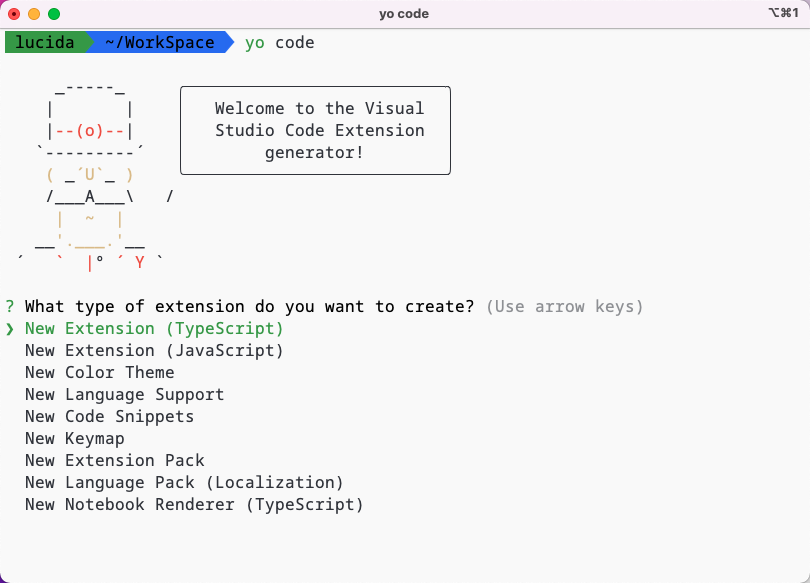 yo code
⌥⌘1
lucida ~/WorkSpace yo code
     _-----_
    |       |
    |--(o)--|
   `---------´
    ( _´U`_ )
    /___A___\   /
     |  ~  |
   __'.___.'__
 ´   `  |° ´ Y `
Welcome to the Visual
Studio Code Extension
generator!
? What type of extension do you want to create? (Use arrow keys)
❯ New Extension (TypeScript)
New Extension (JavaScript)
New Color Theme
New Language Support
New Code Snippets
New Keymap
New Extension Pack
New Language Pack (Localization)
New Notebook Renderer (TypeScript)